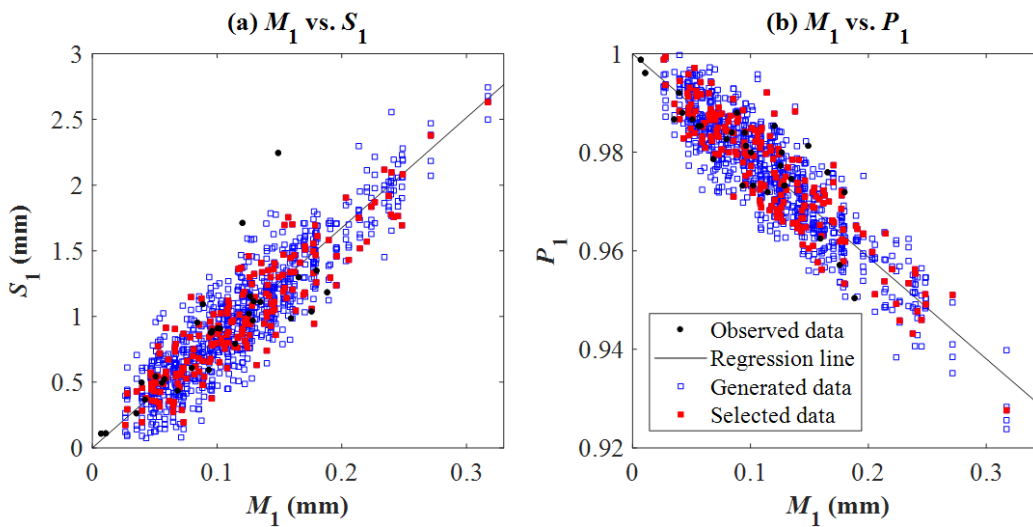 (a) M1 vs. S1
3
2.5
2
1.5
1
0.5
0
S1 (mm)
0
0.1
0.2
0.3
M1 (mm)
(b) M1 vs. P1
1
0.98
0.96
0.94
0.92
P1
Observed data
Regression line
Generated data
Selected data
0
0.1
0.2
0.3
M1 (mm)